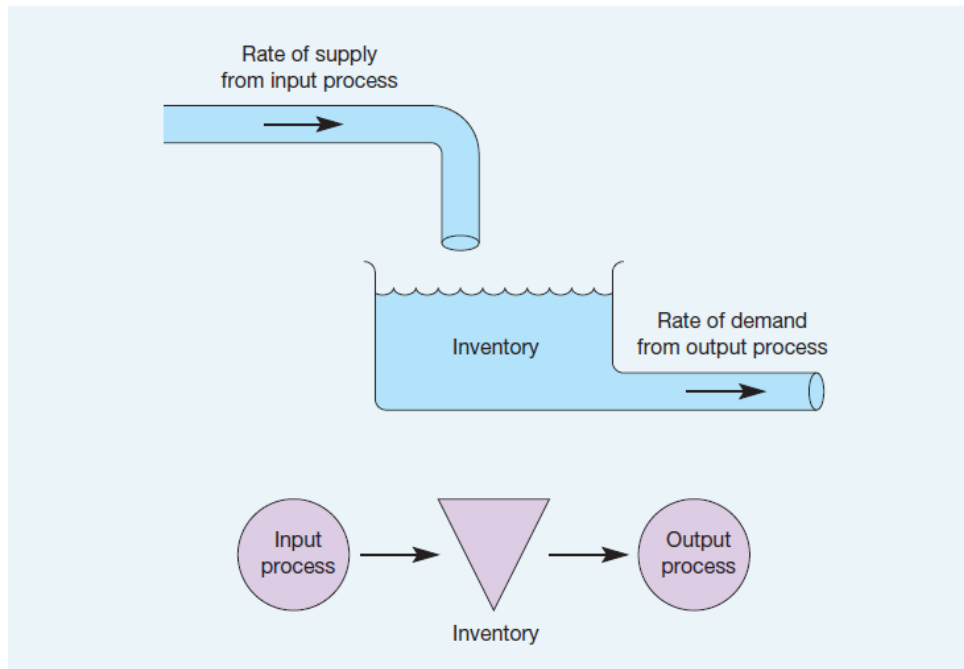 Rate of supply
from input process
Inventory
Rate of demand
from output process
Input
process
Output
process
Inventory